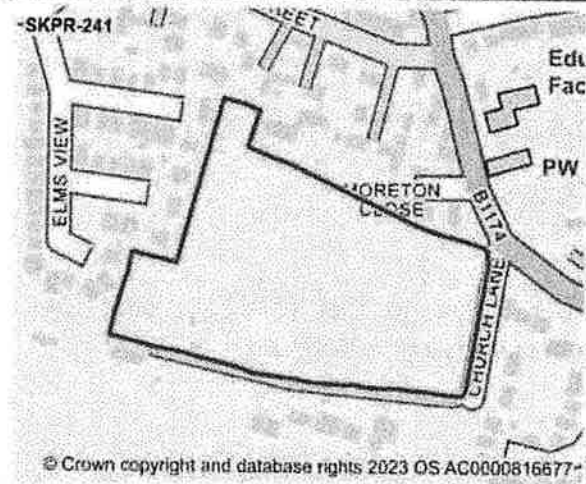 SKPR-241
REET
Edu
Fac
PW
ELMS VIEW
MORETON
CLOSE
B1174
CHURCH LANE
© Crown copyright and database rights 2023 OS AC0000816677